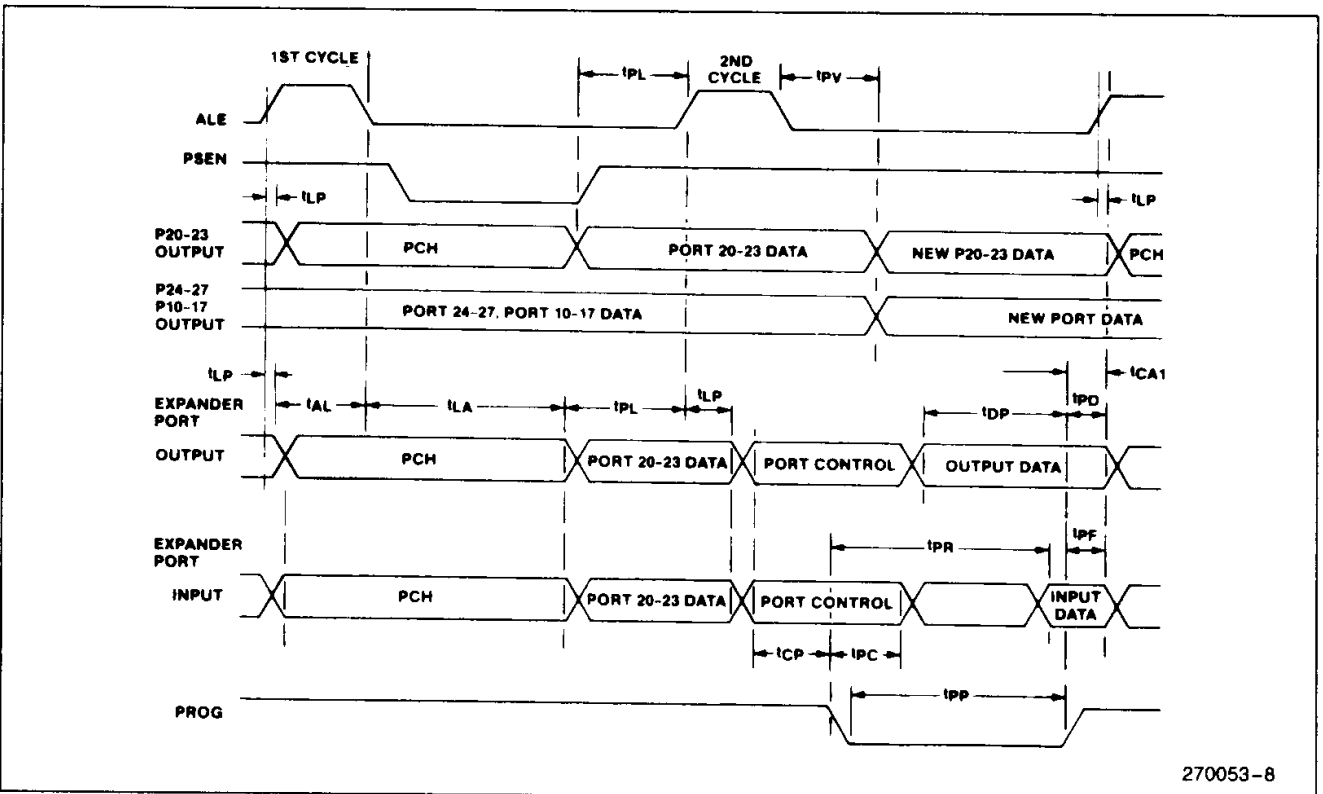 1ST CYCLE
tPL
2ND
CYCLE
tPV
ALE
PSEN
tLP
tLP
P20-23
OUTPUT
PCH
PORT 20-23 DATA
NEW P20-23 DATA
PCH
P24-27
P10-17
OUTPUT
PORT 24-27, PORT 10-17 DATA
NEW PORT DATA
tLP
tCA1
EXPANDER
PORT
OUTPUT
tAL
tLA
tPL
tLP
tDP
tPD
PCH
PORT 20-23 DATA
PORT CONTROL
OUTPUT DATA
EXPANDER
PORT
INPUT
tPR
tPF
PCH
PORT 20-23 DATA
PORT CONTROL
INPUT
DATA
tCP
tPC
tPP
PROG
270053-8